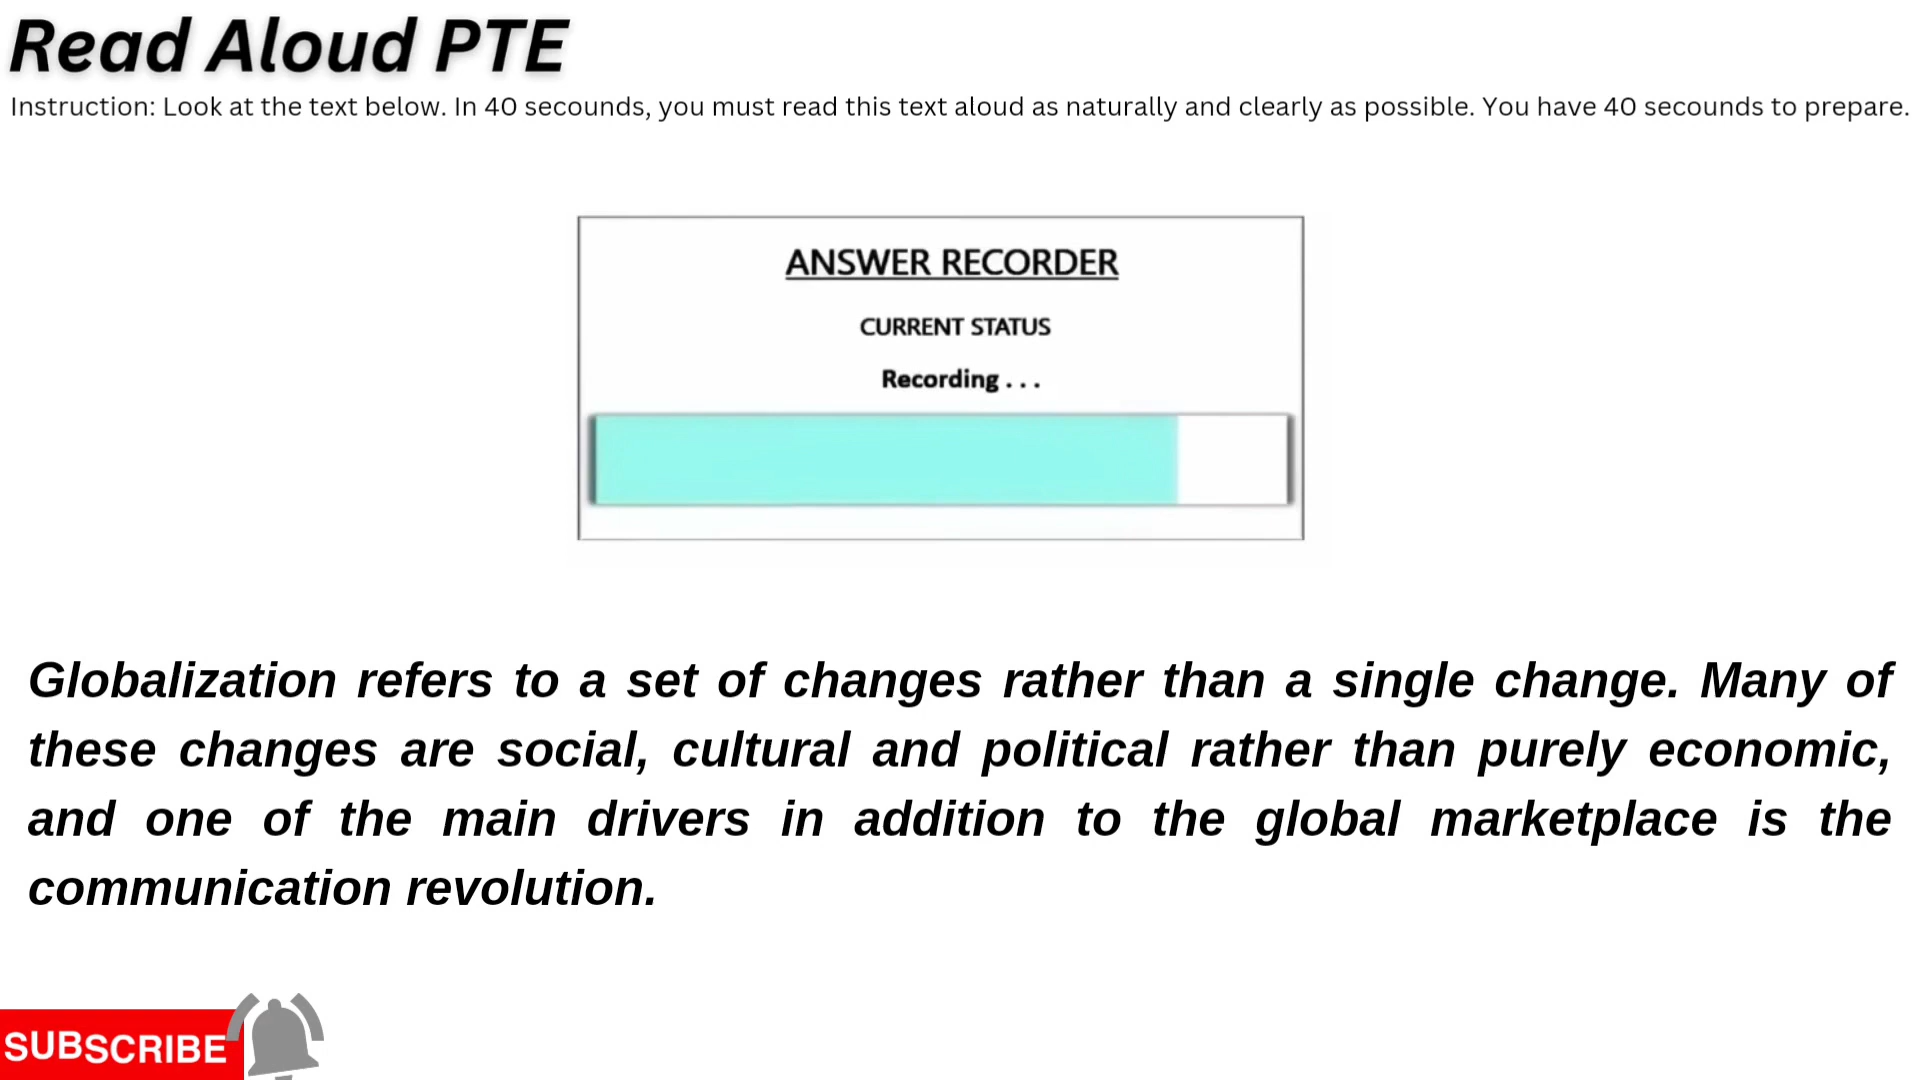 Read Aloud PTE
Instruction: Look at the text below. In 40 secounds, you must read this text aloud as naturally and clearly as possible. You have 40 secounds to prepare.
ANSWER RECORDER
CURRENT STATUS
Recording . . .
Globalization refers to a set of changes rather than a single change. Many of
these changes are social, cultural and political rather than purely economic,
and one of the main drivers in addition to the global marketplace is the
communication revolution.
SUBSCRIBE